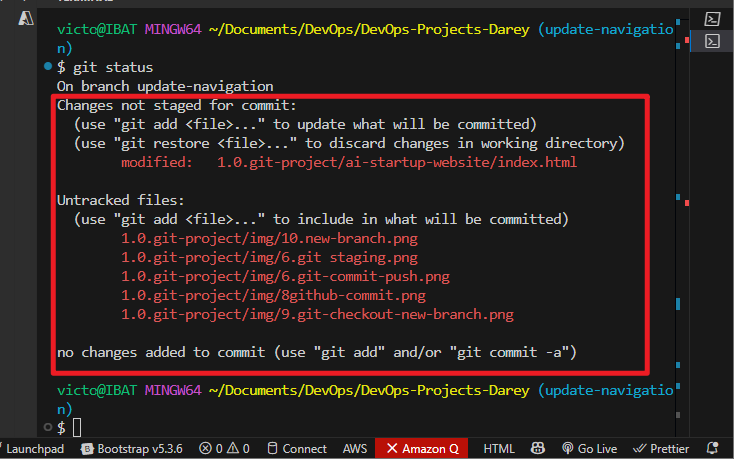 victo@IBAT MINGW64 ~/Documents/DevOps/DevOps-Projects-Darey (update-navigatio
n)
$ git status
On branch update-navigation
Changes not staged for commit:
(use "git add <file>..." to update what will be committed)
(use "git restore <file>..." to discard changes in working directory)
modified: 1.0.git-project/ai-startup-website/index.html
Untracked files:
(use "git add <file>..." to include in what will be committed)
1.0.git-project/img/10.new-branch.png
1.0.git-project/img/6.git staging.png
1.0.git-project/img/6.git-commit-push.png
1.0.git-project/img/8github-commit.png
1.0.git-project/img/9.git-checkout-new-branch.png
no changes added to commit (use "git add" and/or "git commit -a")
victo@IBAT MINGW64 ~/Documents/DevOps/DevOps-Projects-Darey (update-navigatio
n)
$
Launchpad Bootstrap v5.3.6 0 0 Connect AWS Amazon Q HTML Go Live Prettier